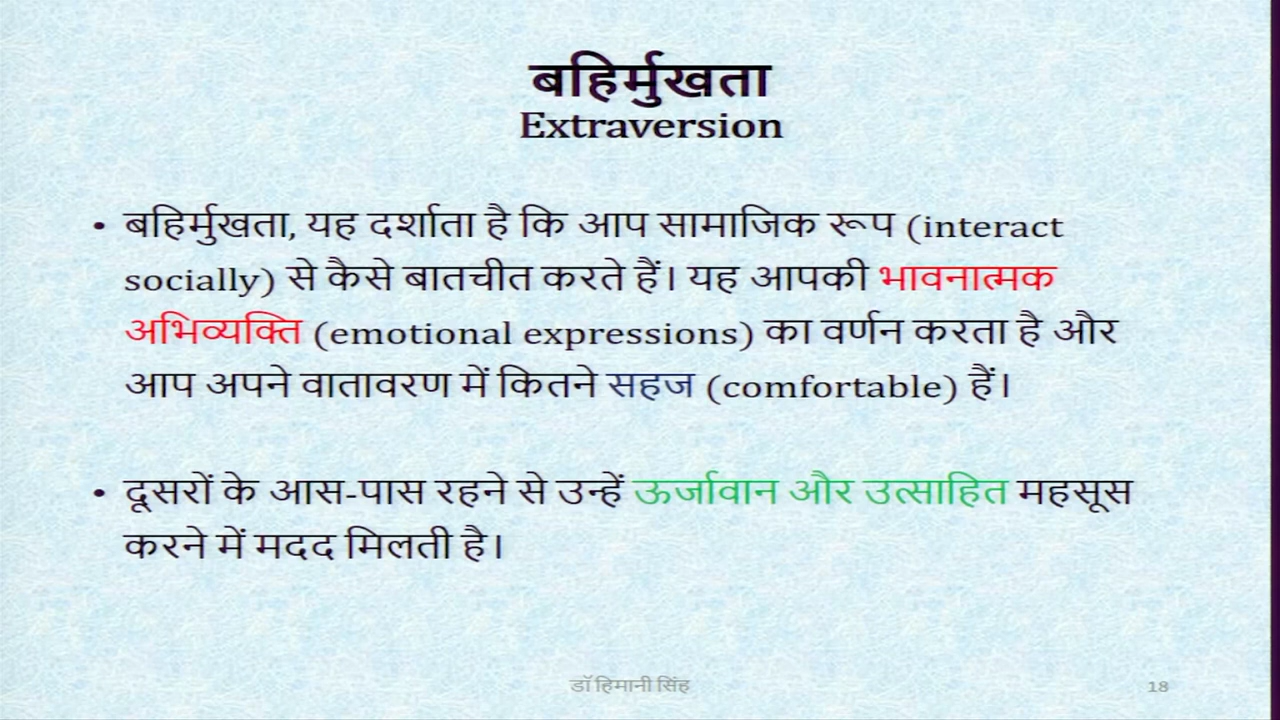 बहिर्मुखता
Extraversion
• बहिर्मुखता, यह दर्शाता है कि आप सामाजिक रूप (interact
socially) से कैसे बातचीत करते हैं। यह आपकी भावनात्मक
अभिव्यक्ति (emotional expressions) का वर्णन करता है और
आप अपने वातावरण में कितने सहज (comfortable) हैं।
• दूसरों के आस-पास रहने से उन्हें ऊर्जावान और उत्साहित महसूस
करने में मदद मिलती है।
डॉ हिमानी सिंह
18